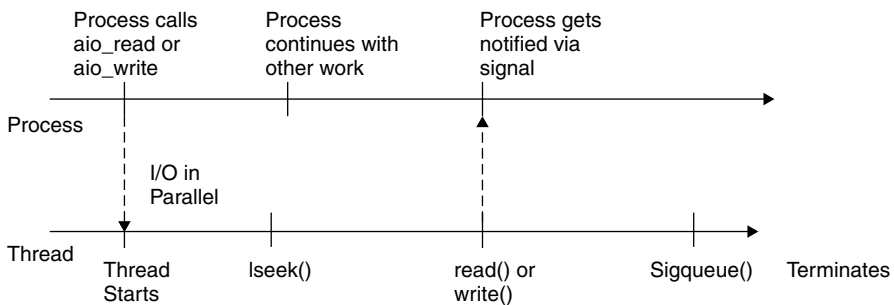 Process calls
aio_read or
aio_write
Process
continues with
other work
Process gets
notified via
signal
Process
I/O in
Parallel
Thread
Thread
Starts
lseek()
read() or
write()
Sigqueue()
Terminates